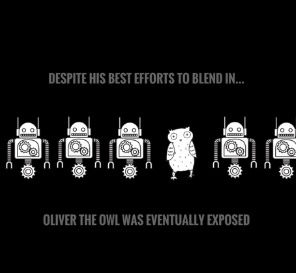 DESPITE HIS BEST EFFORTS TO BLEND IN...
OLIVER THE OWL WAS EVENTUALLY EXPOSED